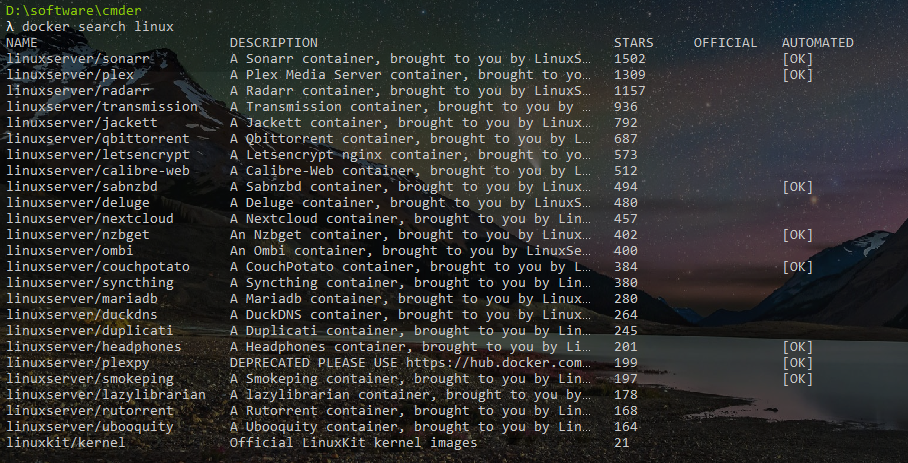 D:\software\cmder
λ docker search linux
NAME DESCRIPTION STARS OFFICIAL AUTOMATED
linuxserver/sonarr A Sonarr container, brought to you by LinuxS… 1502 [OK]
linuxserver/plex A Plex Media Server container, brought to yo… 1309 [OK]
linuxserver/radarr A Radarr container, brought to you by LinuxS… 1157
linuxserver/transmission A Transmission container, brought to you by … 936
linuxserver/jackett A Jackett container, brought to you by Linux… 792
linuxserver/qbittorrent A Qbittorrent container, brought to you by L… 687
linuxserver/letsencrypt A Letsencrypt nginx container, brought to yo… 573
linuxserver/calibre-web A Calibre-Web container, brought to you by L… 512
linuxserver/sabnzbd A Sabnzbd container, brought to you by Linux… 494 [OK]
linuxserver/deluge A Deluge container, brought to you by LinuxS… 480
linuxserver/nextcloud A Nextcloud container, brought to you by Lin… 457
linuxserver/nzbget An Nzbget container, brought to you by Linux… 402 [OK]
linuxserver/ombi An Ombi container, brought to you by LinuxSe… 400
linuxserver/couchpotato A CouchPotato container, brought to you by L… 384 [OK]
linuxserver/syncthing A Syncthing container, brought to you by Lin… 380
linuxserver/mariadb A Mariadb container, brought to you by Linux… 280
linuxserver/duckdns A DuckDNS container, brought to you by Linux… 264
linuxserver/duplicati A Duplicati container, brought to you by Lin… 245
linuxserver/headphones A Headphones container, brought to you by Li… 201 [OK]
linuxserver/plexpy DEPRECATED PLEASE USE https://hub.docker.com… 199 [OK]
linuxserver/smokeping A Smokeping container, brought to you by Lin… 197 [OK]
linuxserver/lazylibrarian A lazylibrarian container, brought to you by… 178
linuxserver/rutorrent A Rutorrent container, brought to you by Lin… 168
linuxserver/ubooquity A Ubooquity container, brought to you by Lin… 164
linuxkit/kernel Official LinuxKit kernel images 21